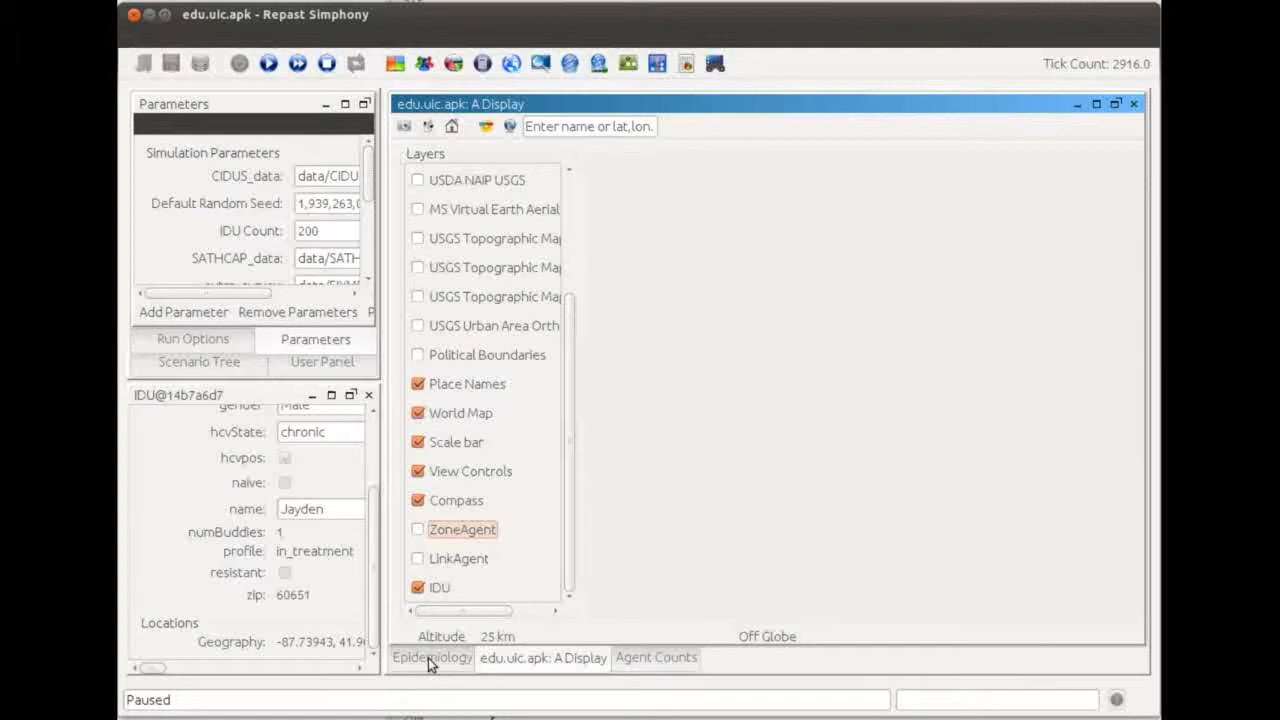 edu.uic.apk - Repast Simphony
Tick Count: 2916.0
Parameters
Simulation Parameters
CIDUS_data: data/CIDU
Default Random Seed: 1,939,263,
IDU Count: 200
SATHCAP_data: data/SATH
Add Parameter Remove Parameters P
Run Options Parameters
Scenario Tree User Panel
IDU@14b7a6d7
gender: Male
hcvState: chronic
hcvpos:
naive:
name: Jayden
numBuddies: 1
profile: in_treatment
resistant:
zip: 60651
Locations
Geography: -87.73943, 41.9
edu.uic.apk: A Display
Enter name or lat,lon.
Layers
USDA NAIP USGS
MS Virtual Earth Aerial
USGS Topographic Map
USGS Topographic Map
USGS Topographic Map
USGS Urban Area Orth
Political Boundaries
Place Names
World Map
Scale bar
View Controls
Compass
ZoneAgent
LinkAgent
IDU
Altitude 25 km Off Globe
Epidemiology edu.uic.apk: A Display Agent Counts
Paused